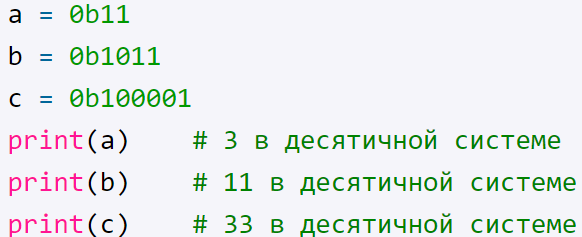 a = 0b11
b = 0b1011
c = 0b100001
print(a)    # 3 в десятичной системе
print(b)    # 11 в десятичной системе
print(c)    # 33 в десятичной системе